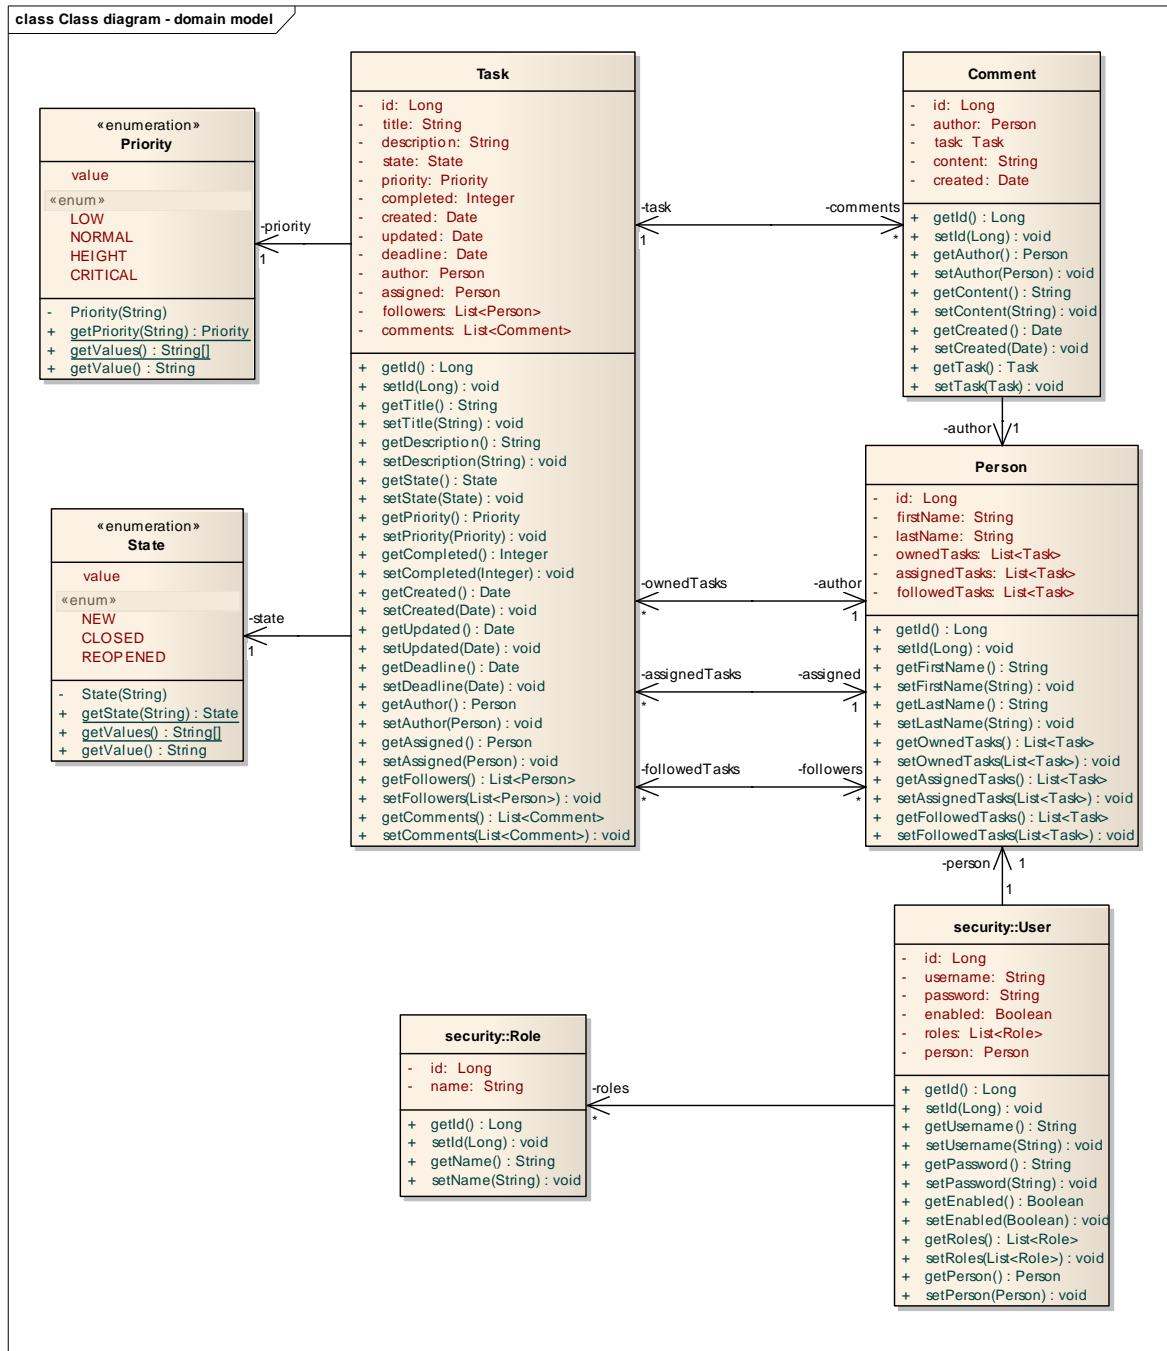 class Class diagram - domain model
«enumeration»
Priority
value
«enum»
LOW
NORMAL
HEIGHT
CRITICAL
- Priority(String)
+ getPriority(String) : Priority
+ getValues() : String[]
+ getValue() : String
-priority
1
Task
- id: Long
- title: String
- description: String
- state: State
- priority: Priority
- completed: Integer
- created: Date
- updated: Date
- deadline: Date
- author: Person
- assigned: Person
- followers: List<Person>
- comments: List<Comment>
+ getId() : Long
+ setId(Long) : void
+ getTitle() : String
+ setTitle(String) : void
+ getDescription() : String
+ setDescription(String) : void
+ getState() : State
+ setState(State) : void
+ getPriority() : Priority
+ setPriority(Priority) : void
+ getCompleted() : Integer
+ setCompleted(Integer) : void
+ getCreated() : Date
+ setCreated(Date) : void
+ getUpdated() : Date
+ setUpdated(Date) : void
+ getDeadline() : Date
+ setDeadline(Date) : void
+ getAuthor() : Person
+ setAuthor(Person) : void
+ getAssigned() : Person
+ setAssigned(Person) : void
+ getFollowers() : List<Person>
+ setFollowers(List<Person>) : void
+ getComments() : List<Comment>
+ setComments(List<Comment>) : void
-task
1
-comments
*
Comment
- id: Long
- author: Person
- task: Task
- content: String
- created: Date
+ getId() : Long
+ setId(Long) : void
+ getAuthor() : Person
+ setAuthor(Person) : void
+ getContent() : String
+ setContent(String) : void
+ getCreated() : Date
+ setCreated(Date) : void
+ getTask() : Task
+ setTask(Task) : void
-author
1
«enumeration»
State
value
«enum»
NEW
CLOSED
REOPENED
- State(String)
+ getState(String) : State
+ getValues() : String[]
+ getValue() : String
-state
1
-ownedTasks
*
-author
1
-assignedTasks
*
-assigned
1
-followedTasks
*
-followers
*
Person
- id: Long
- firstName: String
- lastName: String
- ownedTasks: List<Task>
- assignedTasks: List<Task>
- followedTasks: List<Task>
+ getId() : Long
+ setId(Long) : void
+ getFirstName() : String
+ setFirstName(String) : void
+ getLastName() : String
+ setLastName(String) : void
+ getOwnedTasks() : List<Task>
+ setOwnedTasks(List<Task>) : void
+ getAssignedTasks() : List<Task>
+ setAssignedTasks(List<Task>) : void
+ getFollowedTasks() : List<Task>
+ setFollowedTasks(List<Task>) : void
-person
1
1
security::User
- id: Long
- username: String
- password: String
- enabled: Boolean
- roles: List<Role>
- person: Person
+ getId() : Long
+ setId(Long) : void
+ getUsername() : String
+ setUsername(String) : void
+ getPassword() : String
+ setPassword(String) : void
+ getEnabled() : Boolean
+ setEnabled(Boolean) : void
+ getRoles() : List<Role>
+ setRoles(List<Role>) : void
+ getPerson() : Person
+ setPerson(Person) : void
security::Role
- id: Long
- name: String
+ getId() : Long
+ setId(Long) : void
+ getName() : String
+ setName(String) : void
-roles
*